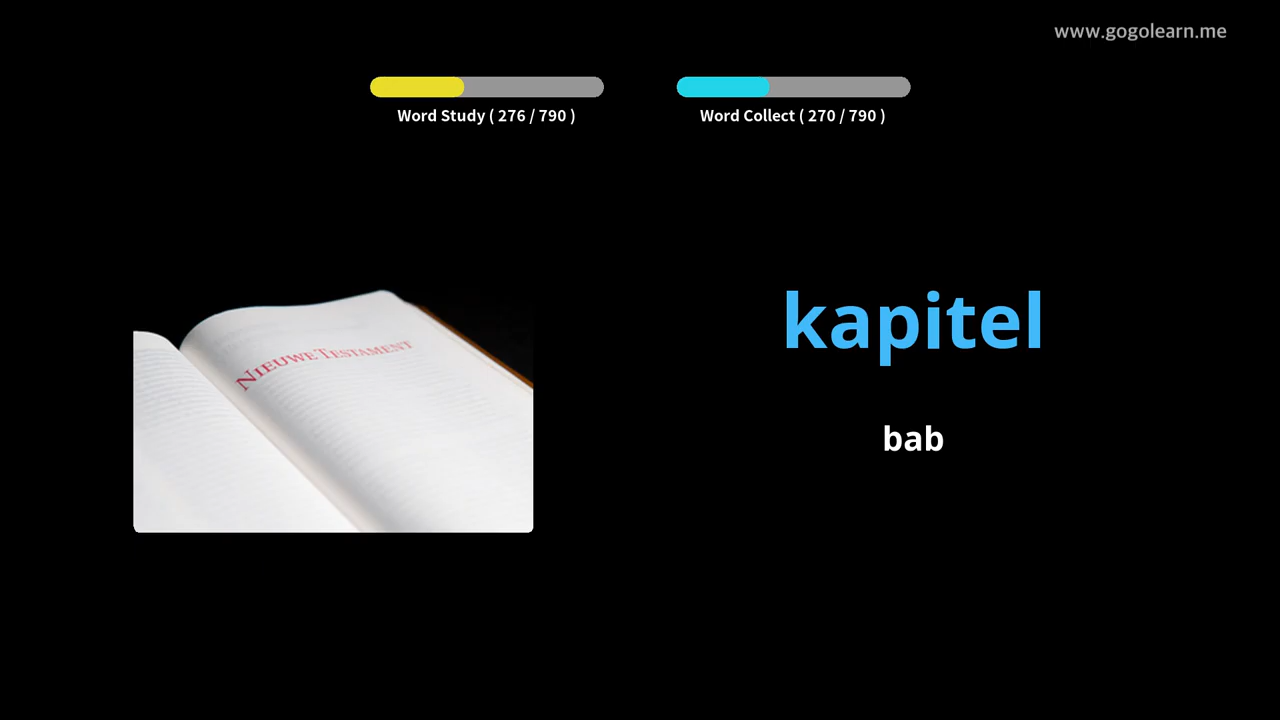 www.gogolearn.me
Word Study ( 276 / 790 )
Word Collect ( 270 / 790 )
NIEUWE TESTAMENT
kapitel
bab